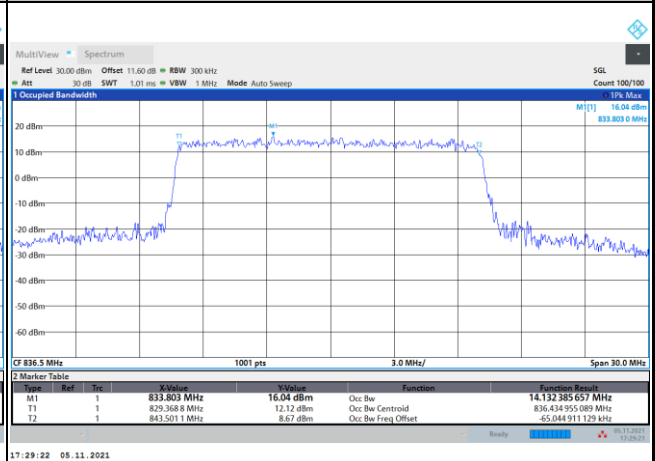 MultiView Spectrum
Ref Level 30.00 dBm Offset 11.60 dB RBW 300 kHz SGL
Att 30 dB SWT 1.01 ms VBW 1 MHz Mode Auto Sweep Count 100/100
1 Occupied Bandwidth 1Pk Max
M1[1] 16.04 dBm
833.803 0 MHz
20 dBm
M1
T1
T2
10 dBm
0 dBm
-10 dBm
-20 dBm
-30 dBm
-40 dBm
-50 dBm
-60 dBm
CF 836.5 MHz 1001 pts 3.0 MHz/ Span 30.0 MHz
2 Marker Table
Type Ref Trc X-Value Y-Value Function Function Result
M1 1 833.803 MHz 16.04 dBm Occ Bw 14.132 385 657 MHz
T1 1 829.368 8 MHz 12.12 dBm Occ Bw Centroid 836.434 955 089 MHz
T2 1 843.501 1 MHz 8.67 dBm Occ Bw Freq Offset -65.044 911 129 kHz
Ready 05.11.2021
17:29:21
17:29:22 05.11.2021